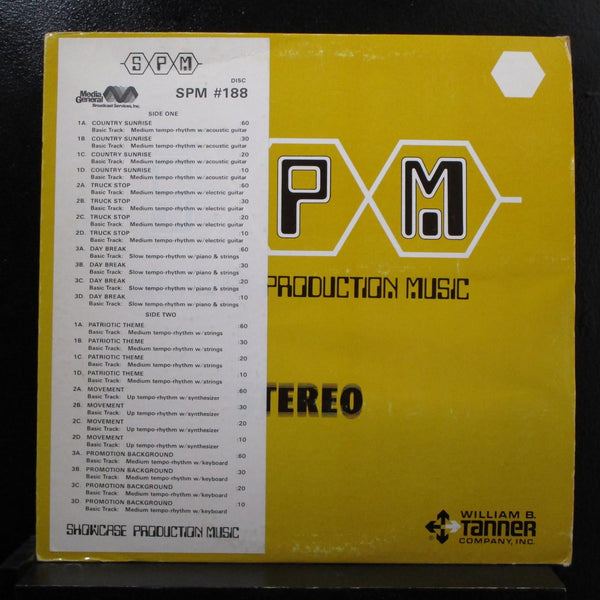 SPM
DISC
Media General
Broadcast Services, Inc.
SPM #188
SIDE ONE
1A. COUNTRY SUNRISE :60
Basic Track: Medium tempo-rhythm w/acoustic guitar
1B. COUNTRY SUNRISE :30
Basic Track: Medium tempo-rhythm w/acoustic guitar
1C. COUNTRY SUNRISE :20
Basic Track: Medium tempo-rhythm w/acoustic guitar
1D. COUNTRY SUNRISE :10
Basic Track: Medium tempo-rhythm w/acoustic guitar
2A. TRUCK STOP :60
Basic Track: Medium tempo-rhythm w/electric guitar
2B. TRUCK STOP :30
Basic Track: Medium tempo-rhythm w/electric guitar
2C. TRUCK STOP :20
Basic Track: Medium tempo-rhythm w/electric guitar
2D. TRUCK STOP :10
Basic Track: Medium tempo-rhythm w/electric guitar
3A. DAY BREAK :60
Basic Track: Slow tempo-rhythm w/piano & strings
3B. DAY BREAK :30
Basic Track: Slow tempo-rhythm w/piano & strings
3C. DAY BREAK :20
Basic Track: Slow tempo-rhythm w/piano & strings
3D. DAY BREAK :10
Basic Track: Slow tempo-rhythm w/piano & strings
SIDE TWO
1A. PATRIOTIC THEME :60
Basic Track: Medium tempo-rhythm w/strings
1B. PATRIOTIC THEME :30
Basic Track: Medium tempo-rhythm w/strings
1C. PATRIOTIC THEME :20
Basic Track: Medium tempo-rhythm w/strings
1D. PATRIOTIC THEME :10
Basic Track: Medium tempo-rhythm w/strings
2A. MOVEMENT :60
Basic Track: Up tempo-rhythm w/synthesizer
2B. MOVEMENT :30
Basic Track: Up tempo-rhythm w/synthesizer
2C. MOVEMENT :20
Basic Track: Up tempo-rhythm w/synthesizer
2D MOVEMENT :10
Basic Track: Up tempo-rhythm w/synthesizer
3A. PROMOTION BACKGROUND :60
Basic Track: Medium tempo-rhythm w/keyboard
3B. PROMOTION BACKGROUND :30
Basic Track: Medium tempo-rhythm w/keyboard
3C. PROMOTION BACKGROUND :20
Basic Track: Medium tempo-rhythm w/keyboard
3D. PROMOTION BACKGROUND :10
Basic Track: Medium tempo-rhythm w/keyboard
SHOWCASE PRODUCTION MUSIC
PM
PRODUCTION MUSIC
TEREO
WILLIAM B.
TANNER
COMPANY, INC.
®